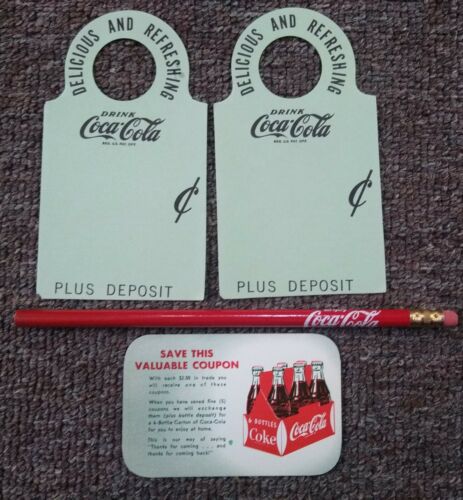 DELICIOUS AND REFRESHING
DRINK
Coca-Cola
REG. U.S. PAT. OFF.
¢
PLUS DEPOSIT
DELICIOUS AND REFRESHING
DRINK
Coca-Cola
REG. U.S. PAT. OFF.
¢
PLUS DEPOSIT
Coca-Cola
SAVE THIS
VALUABLE COUPON
With each $2.50 in trade you
will receive one of these
coupons.
When you have saved five (5)
coupons we will exchange
them (plus bottle deposit) for
a 6-Bottle Carton of Coca-Cola
for you to enjoy at home.
This is our way of saying
"Thanks for coming . . . and
thanks for coming back!"
6 BOTTLES
Coke
Coca-Cola